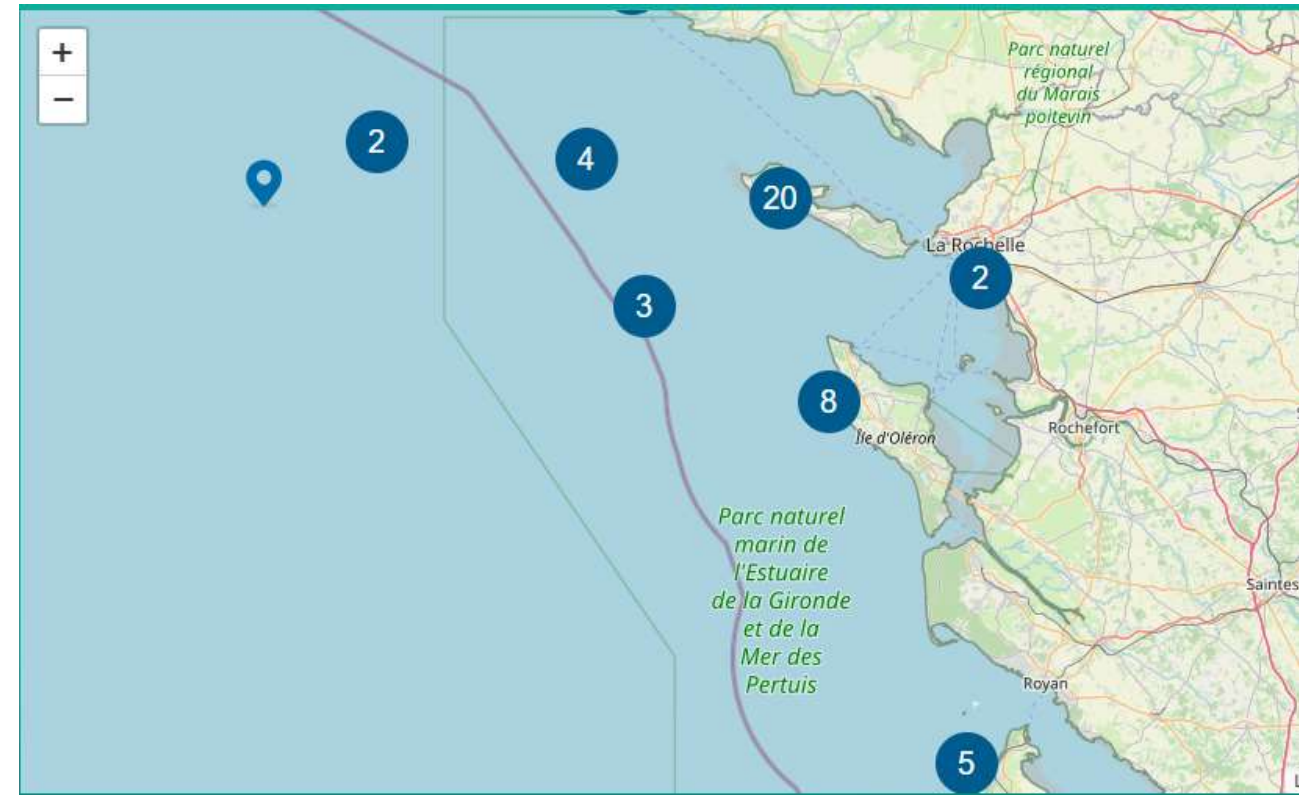 +
−
Parc naturel
régional
du Marais
poitevin
2
4
20
La Rochelle
2
3
8
Île d'Oléron
Rochefort
Parc naturel
marin de
l'Estuaire
de la Gironde
et de la
Mer des
Pertuis
Saintes
Royan
5